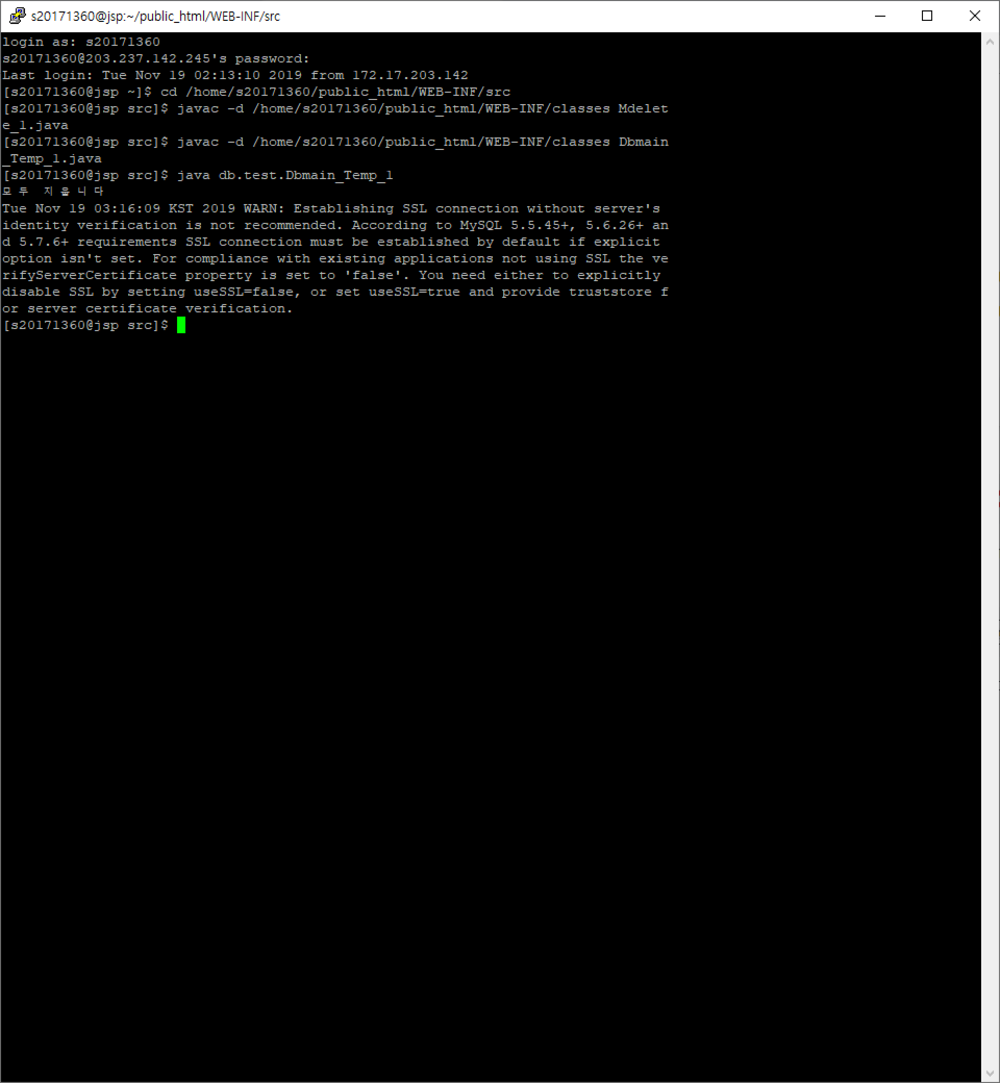 s20171360@jsp:~/public_html/WEB-INF/src
login as: s20171360
s20171360@203.237.142.245's password:
Last login: Tue Nov 19 02:13:10 2019 from 172.17.203.142
[s20171360@jsp ~]$ cd /home/s20171360/public_html/WEB-INF/src
[s20171360@jsp src]$ javac -d /home/s20171360/public_html/WEB-INF/classes Mdelet
e_1.java
[s20171360@jsp src]$ javac -d /home/s20171360/public_html/WEB-INF/classes Dbmain
_Temp_1.java
[s20171360@jsp src]$ java db.test.Dbmain_Temp_1
모두 지웁니다
Tue Nov 19 03:16:09 KST 2019 WARN: Establishing SSL connection without server's
identity verification is not recommended. According to MySQL 5.5.45+, 5.6.26+ an
d 5.7.6+ requirements SSL connection must be established by default if explicit
option isn't set. For compliance with existing applications not using SSL the ve
rifyServerCertificate property is set to 'false'. You need either to explicitly
disable SSL by setting useSSL=false, or set useSSL=true and provide truststore f
or server certificate verification.
[s20171360@jsp src]$